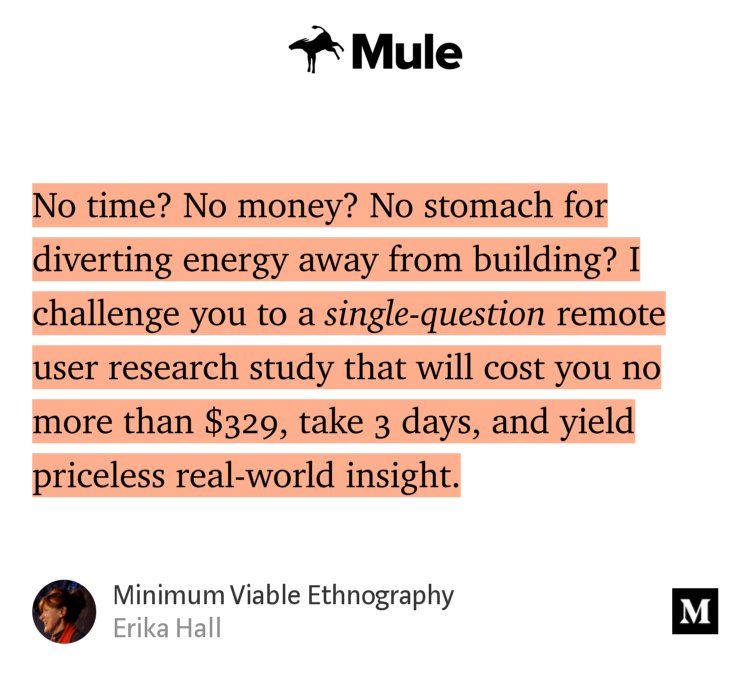 Mule
No time? No money? No stomach for
diverting energy away from building? I
challenge you to a single-question remote
user research study that will cost you no
more than $329, take 3 days, and yield
priceless real-world insight.
Minimum Viable Ethnography
Erika Hall
M